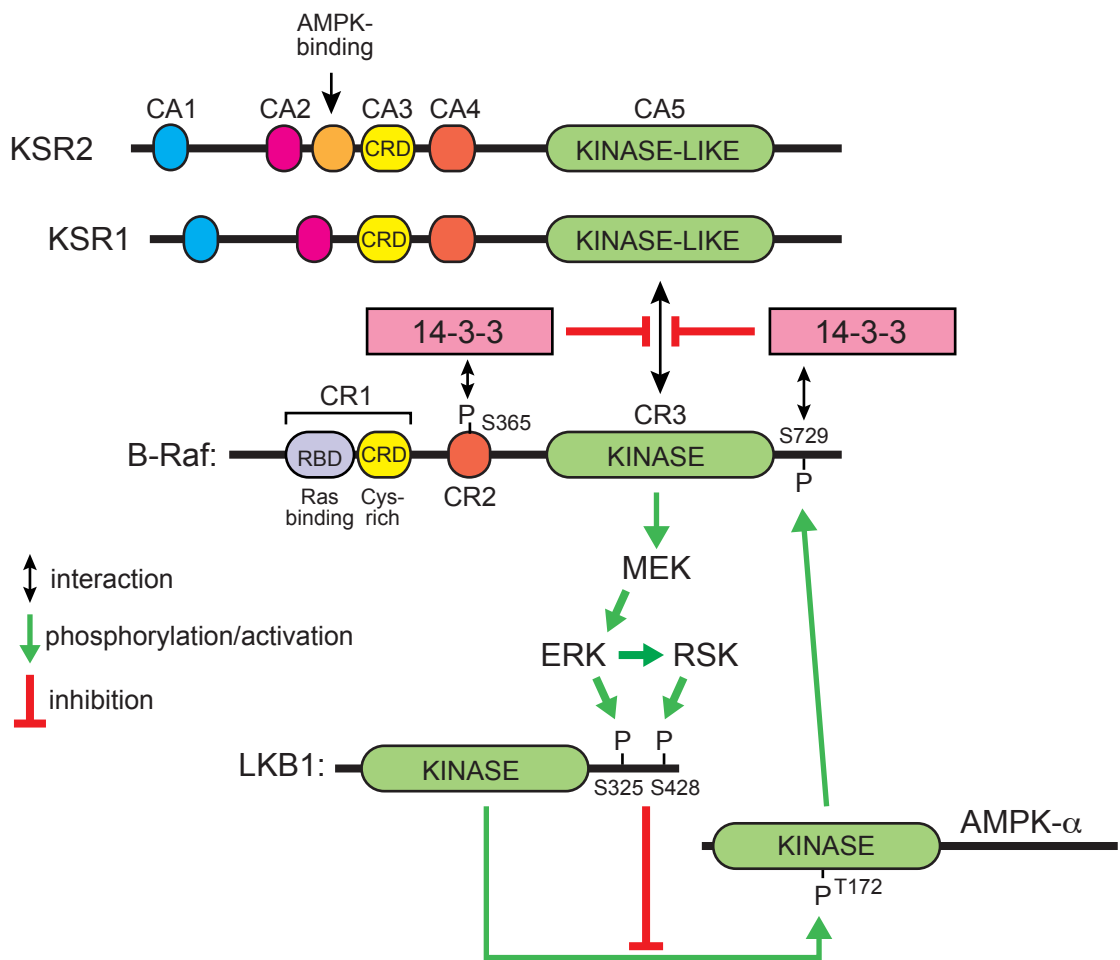 AMPK-
binding
CA1 CA2 CA3 CA4 CA5
KSR2 CRD KINASE-LIKE
KSR1 CRD KINASE-LIKE
14-3-3 14-3-3
CR1 P S365 CR3 S729
B-Raf: RBD CRD KINASE P
Ras
binding
Cys-
rich
CR2
MEK
interaction
phosphorylation/activation
inhibition
ERK RSK
P P
LKB1: KINASE S325 S428
KINASE AMPK-α
P T172